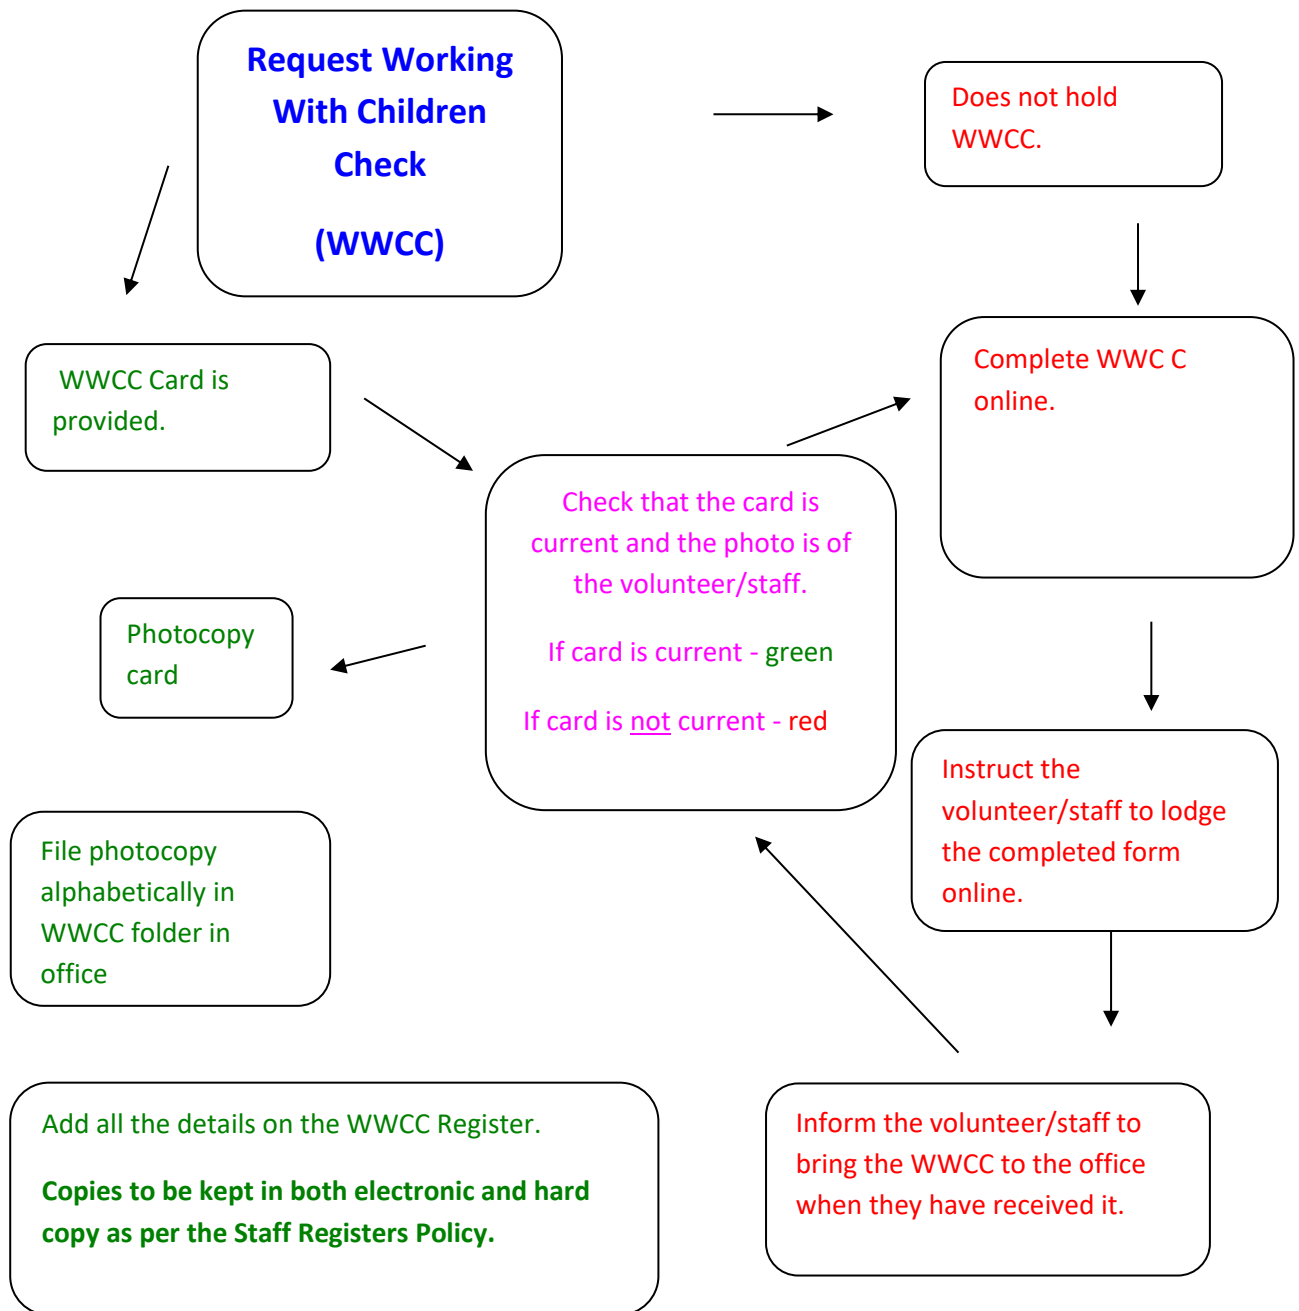 Request Working
With Children
Check
(WWCC)
Does not hold
WWCC.
WWCC Card is
provided.
Complete WWC C
online.
Check that the card is
current and the photo is of
the volunteer/staff.
If card is current - green
If card is not current - red
Photocopy
card
Instruct the
volunteer/staff to lodge
the completed form
online.
File photocopy
alphabetically in
WWCC folder in
office
Add all the details on the WWCC Register.
Copies to be kept in both electronic and hard
copy as per the Staff Registers Policy.
Inform the volunteer/staff to
bring the WWCC to the office
when they have received it.